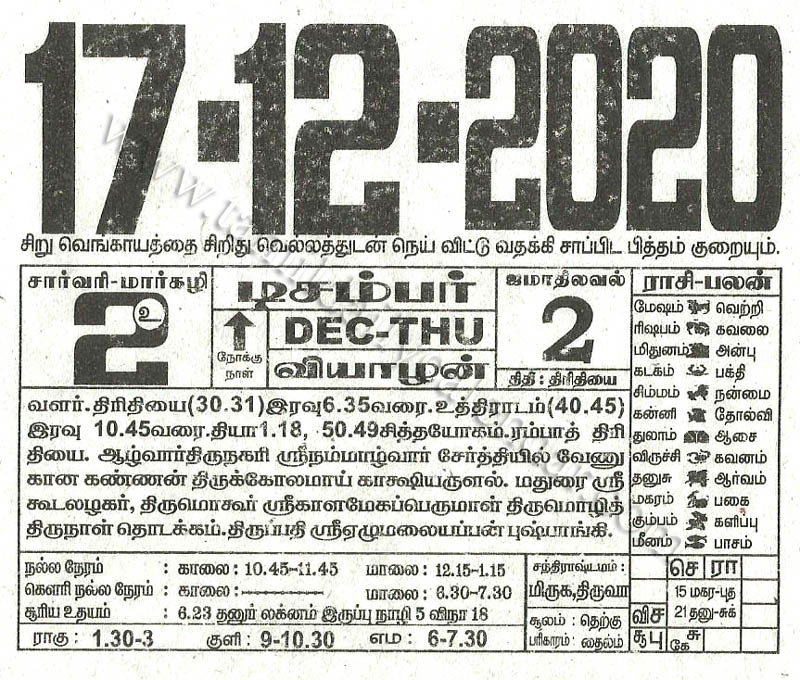 17-12-2020
சிறு வெங்காயத்தை சிறிது வெல்லத்துடன் நெய் விட்டு வதக்கி சாப்பிட பித்தம் குறையும்.
சார்வரி-மார்கழி
2 உ
நோக்கு
நாள்
டிசம்பர்
DEC-THU
வியாழன்
ஜமாதிலவல்
2
திதி : திரிதியை
ராசி-பலன்
மேஷம் வெற்றி
ரிஷபம் கவலை
மிதுனம் அன்பு
கடகம் பக்தி
சிம்மம் நன்மை
கன்னி தோல்வி
துலாம் ஆசை
விருச்சி கவனம்
தனுசு ஆர்வம்
மகரம் பகை
கும்பம் களிப்பு
மீனம் பாசம்
வளர்.திரிதியை(30.31)இரவு6.35வரை.உத்திராடம்(40.45)
இரவு 10.45வரை.தியா1.18, 50.49சித்தயோகம்.ரம்பாத் திரி
தியை. ஆழ்வார்திருநகரி ஸ்ரீநம்மாழ்வார் சேர்த்தியில் வேணு
கான கண்ணன் திருக்கோலமாய் காக்ஷியருளல். மதுரை ஸ்ரீ
கூடலழகர், திருமொகூர் ஸ்ரீகாளமேகப்பெருமாள் திருமொழித்
திருநாள் தொடக்கம்.திருப்பதி ஸ்ரீஏழுமலையப்பன் புஷ்பாங்கி.
நல்ல நேரம் : காலை: 10.45-11.45 மாலை: 12.15-1.15
கௌரி நல்ல நேரம் : காலை: ———— மாலை: 6.30-7.30
சூரிய உதயம் : 6.23 தனுர் லக்னம் இருப்பு நாழி 5 விநா 18
ராகு : 1.30-3 குளி : 9-10.30 எம : 6-7.30
சந்திராஷ்டமம் :
மிருக,திருவா
சூலம் : தெற்கு
பரிகாரம் : தைலம்
செ ரா
15 மகர-புத
விச 21 தனு-சுக்
சூபு சு
கே